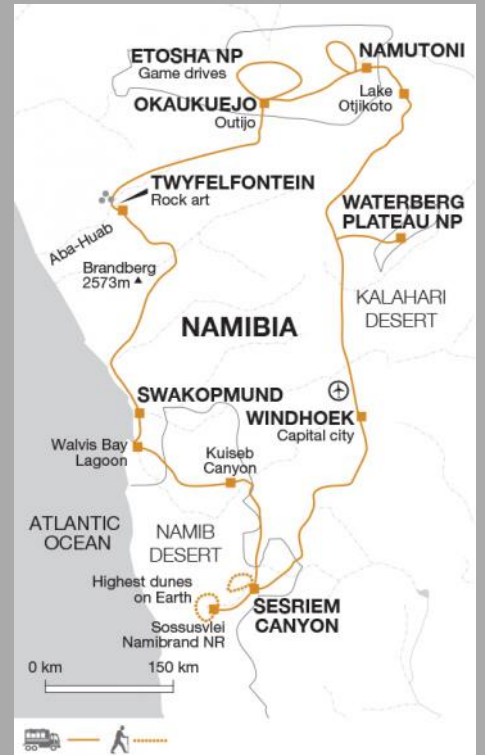 ETOSHA NP
Game drives
NAMUTONI
OKAUKUEJO
Outijo
Lake
Otjikoto
TWYFELFONTEIN
Rock art
WATERBERG
PLATEAU NP
Aba-Huab
Brandberg
2573m
KALAHARI
DESERT
NAMIBIA
SWAKOPMUND
WINDHOEK
Capital city
Walvis Bay
Lagoon
Kuiseb
Canyon
ATLANTIC
OCEAN
NAMIB
DESERT
Highest dunes
on Earth
SESRIEM
CANYON
Sossusvlei
Namibrand NR
0 km 150 km